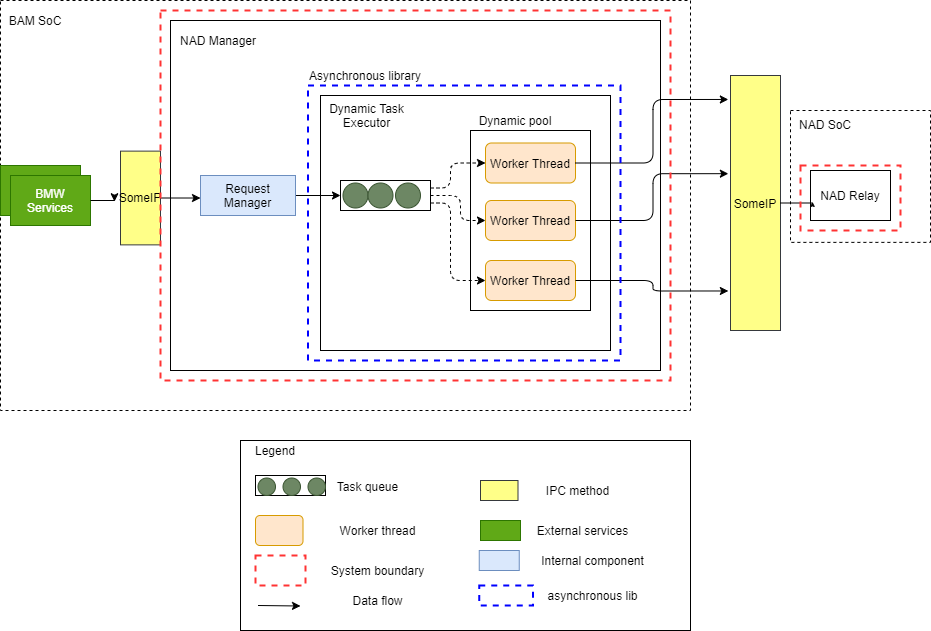 BAM SoC
NAD Manager
Asynchronous library
Dynamic Task
Executor
Dynamic pool
Worker Thread
Worker Thread
Worker Thread
BMW
Services
SomeIP
Request
Manager
SomeIP
NAD SoC
NAD Relay
Legend
Task queue
IPC method
Worker thread
External services
System boundary
Internal component
Data flow
asynchronous lib